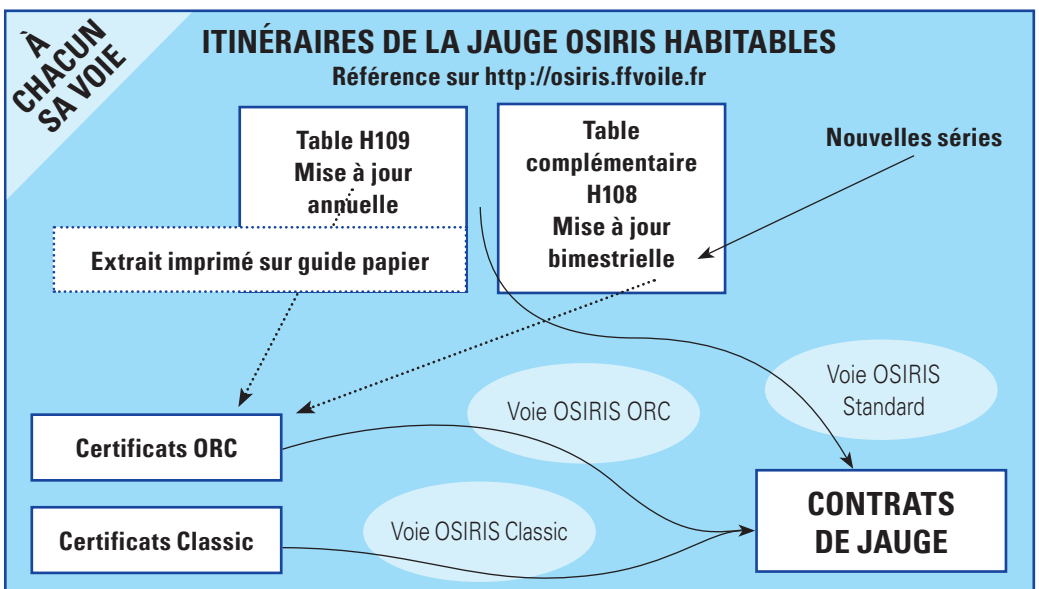 À
CHACUN
SA VOIE
ITINÉRAIRES DE LA JAUGE OSIRIS HABITABLES
Référence sur http://osiris.ffvoile.fr
Table H109
Mise à jour
annuelle
Extrait imprimé sur guide papier
Table
complémentaire
H108
Mise à jour
bimestrielle
Nouvelles séries
Voie OSIRIS
Standard
Voie OSIRIS ORC
Certificats ORC
Voie OSIRIS Classic
Certificats Classic
CONTRATS
DE JAUGE